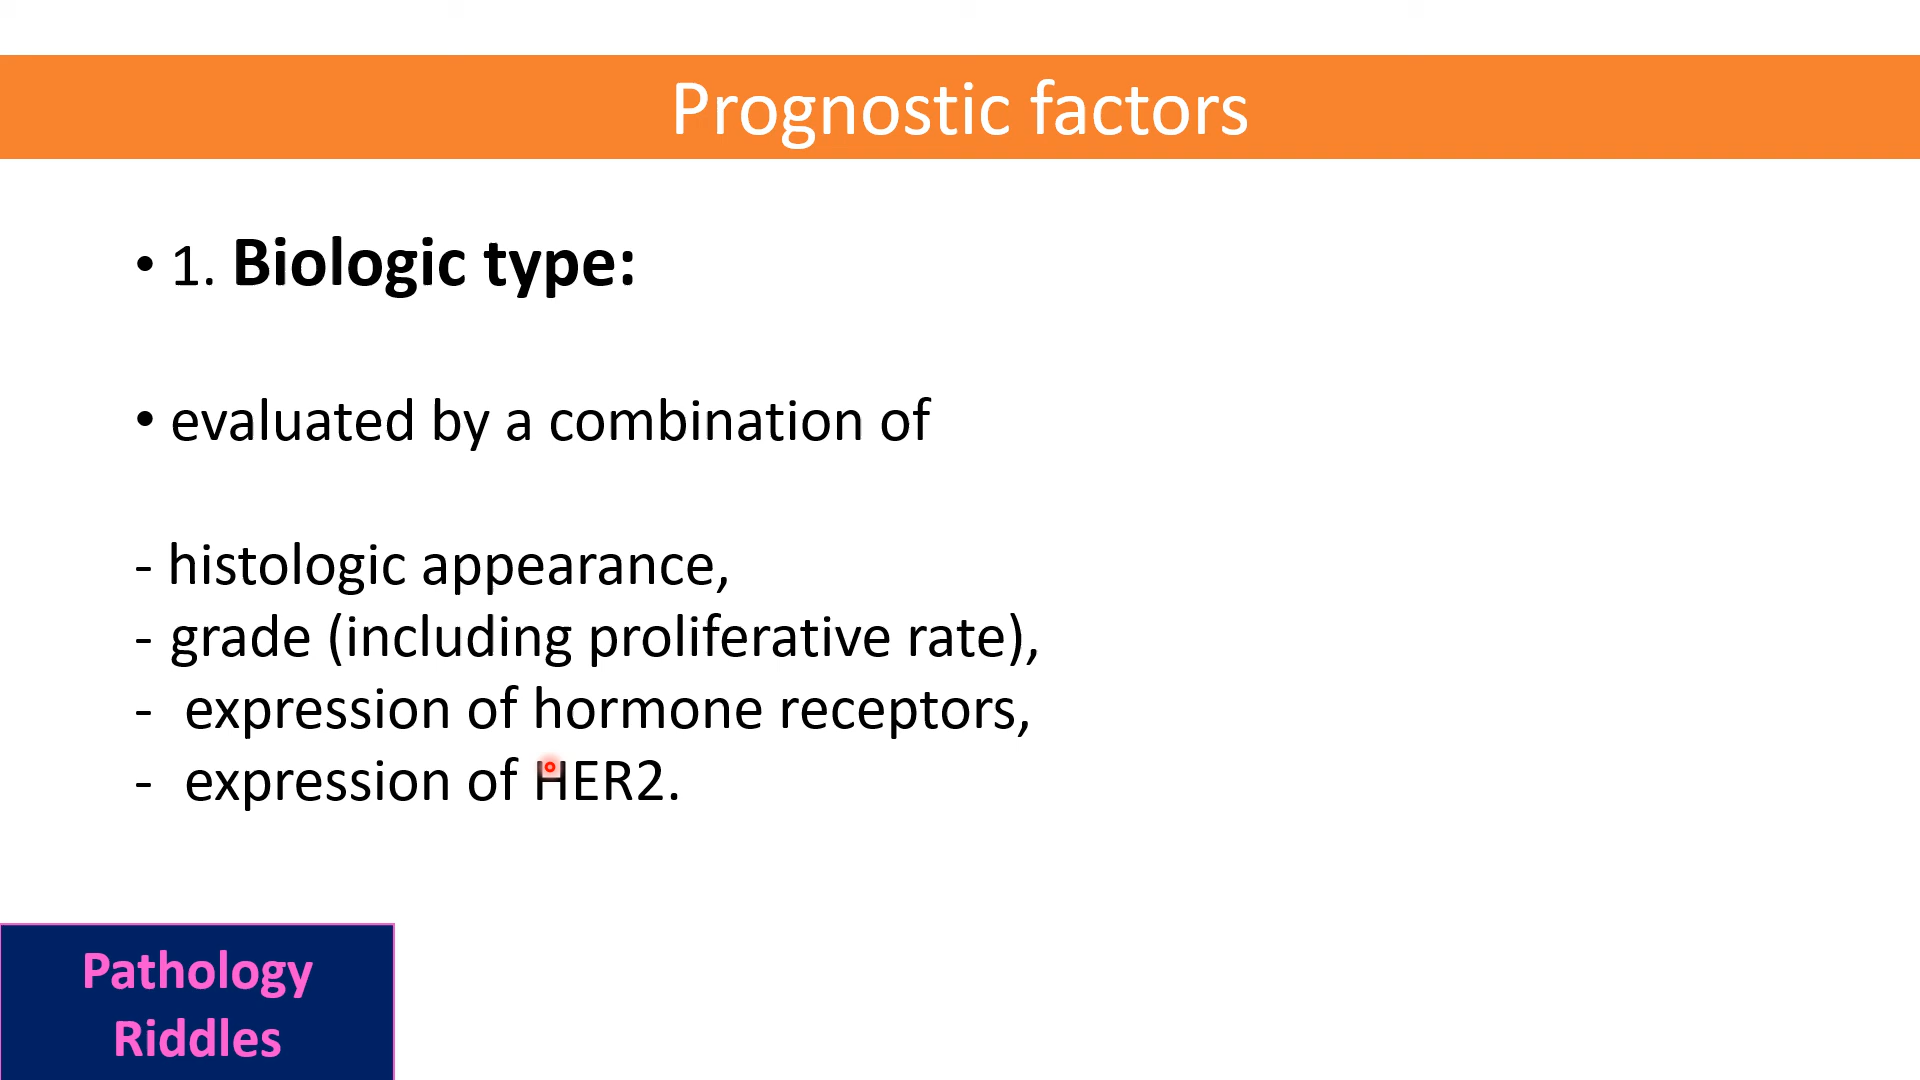 Prognostic factors
• 1. Biologic type:
• evaluated by a combination of
- histologic appearance,
- grade (including proliferative rate),
- expression of hormone receptors,
- expression of HER2.
Pathology
Riddles